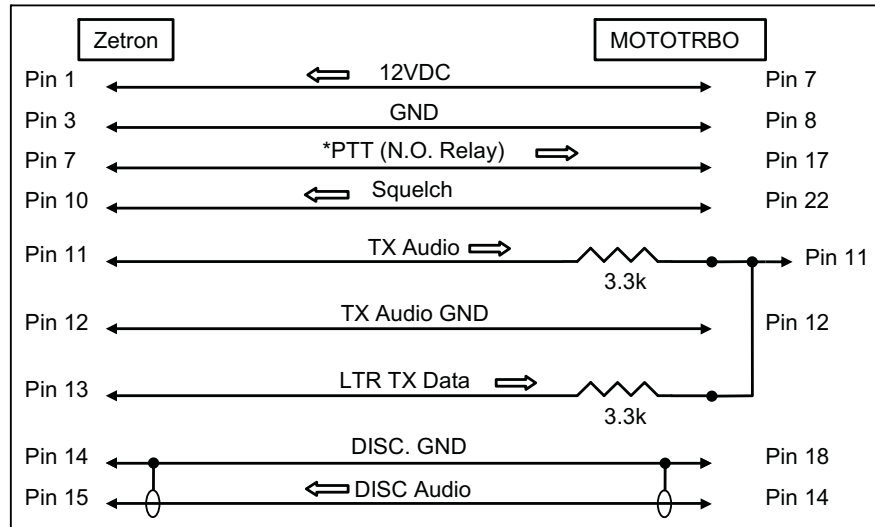 Zetron MOTOTRBO
Pin 1 12VDC Pin 7
Pin 3 GND Pin 8
Pin 7 *PTT (N.O. Relay) Pin 17
Pin 10 Squelch Pin 22
Pin 11 TX Audio Pin 11
3.3k
Pin 12 TX Audio GND Pin 12
Pin 13 LTR TX Data
3.3k
Pin 14 DISC. GND Pin 18
Pin 15 DISC Audio Pin 14